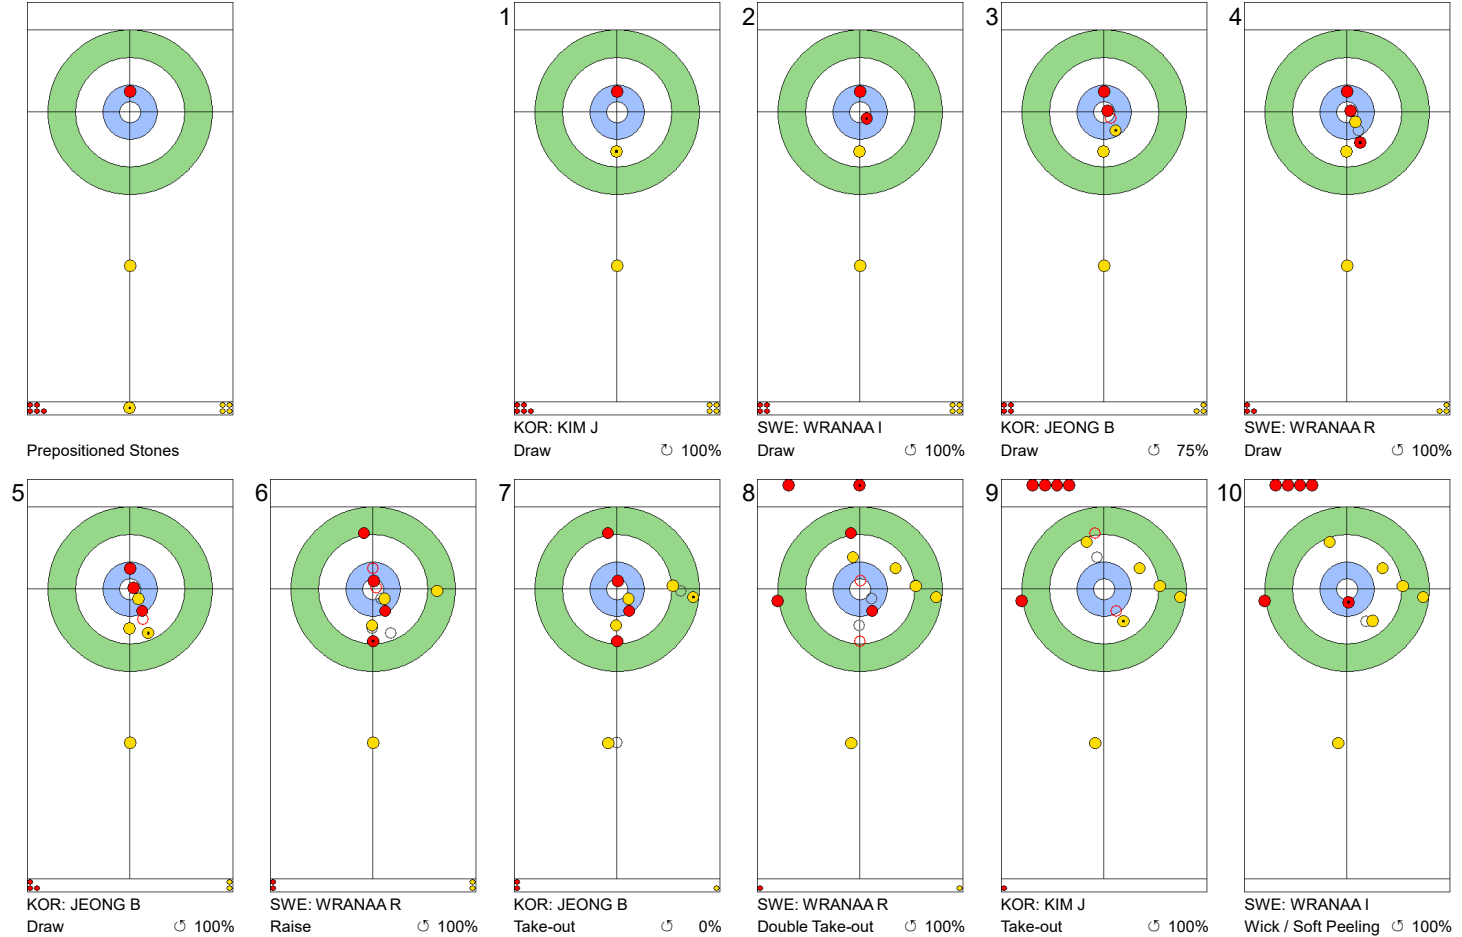 1
2
3
4
Prepositioned Stones
KOR: KIM J
Draw ↻ 100%
SWE: WRANAA I
Draw ↺ 100%
KOR: JEONG B
Draw ↺ 75%
SWE: WRANAA R
Draw ↺ 100%
5
6
7
8
9
10
KOR: JEONG B
Draw ↺ 100%
SWE: WRANAA R
Raise ↺ 100%
KOR: JEONG B
Take-out ↺ 0%
SWE: WRANAA R
Double Take-out ↺ 100%
KOR: KIM J
Take-out ↺ 100%
SWE: WRANAA I
Wick / Soft Peeling ↺ 100%